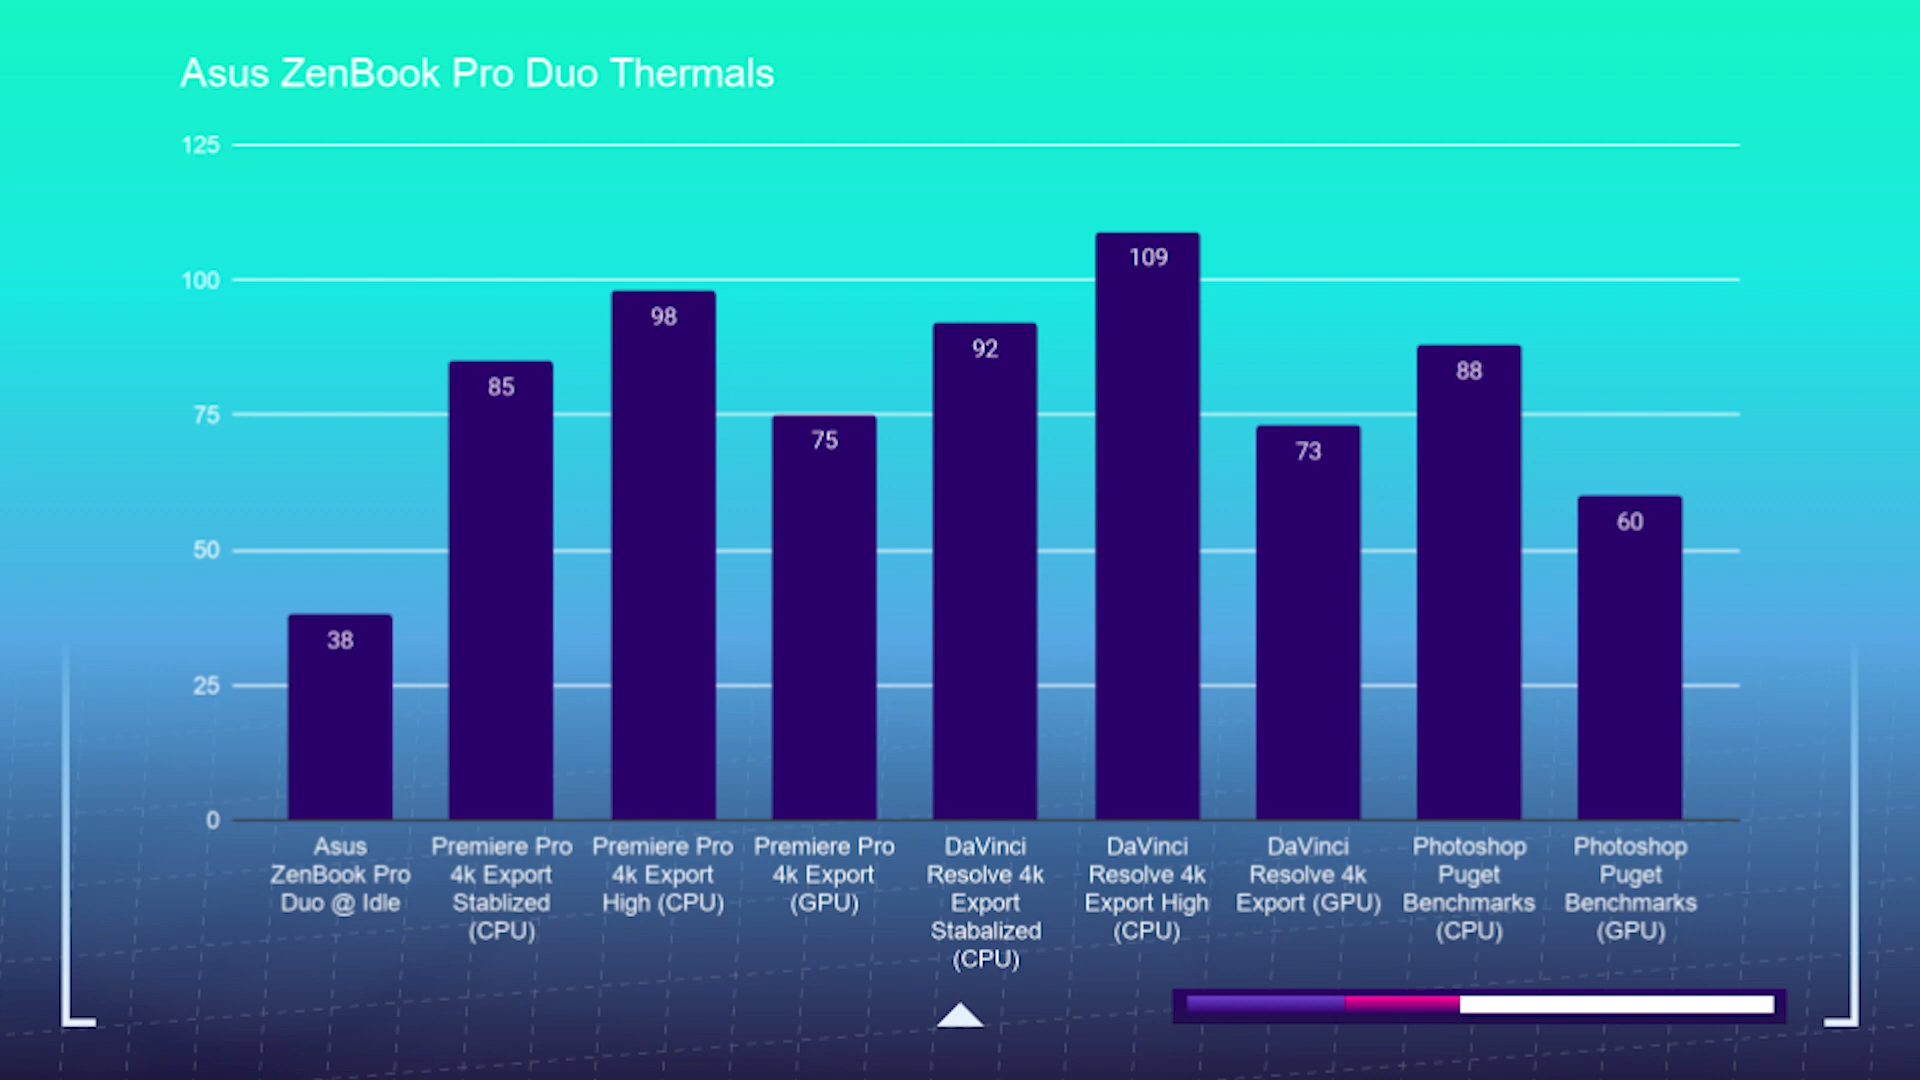 Asus ZenBook Pro Duo Thermals
125
100
75
50
25
0
38
85
98
75
92
109
73
88
60
Asus
ZenBook Pro
Duo @ Idle
Premiere Pro
4k Export
Stablized
(CPU)
Premiere Pro
4k Export
High (CPU)
Premiere Pro
4k Export
(GPU)
DaVinci
Resolve 4k
Export
Stabalized
(CPU)
DaVinci
Resolve 4k
Export High
(CPU)
DaVinci
Resolve 4k
Export (GPU)
Photoshop
Puget
Benchmarks
(CPU)
Photoshop
Puget
Benchmarks
(GPU)